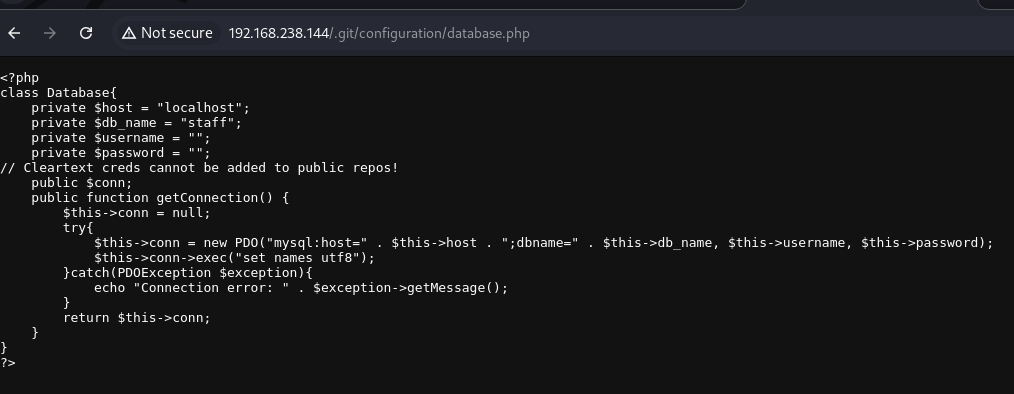 Not secure 192.168.238.144/.git/configuration/database.php
<?php
class Database{
    private $host = "localhost";
    private $db_name = "staff";
    private $username = "";
    private $password = "";
// Cleartext creds cannot be added to public repos!
    public $conn;
    public function getConnection() {
        $this->conn = null;
        try{
            $this->conn = new PDO("mysql:host=" . $this->host . ";dbname=" . $this->db_name, $this->username, $this->password);
            $this->conn->exec("set names utf8");
        }catch(PDOException $exception){
            echo "Connection error: " . $exception->getMessage();
        }
        return $this->conn;
    }
}
?>